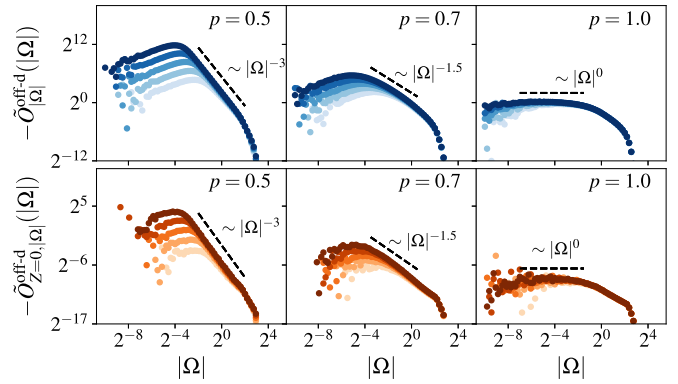 p = 0.5
p = 0.7
p = 1.0
2^12
2^0
2^−12
−Õ^off-d_|Ω|(|Ω|)
~ |Ω|^−3
~ |Ω|^−1.5
~ |Ω|^0
p = 0.5
p = 0.7
p = 1.0
2^5
2^−6
2^−17
−Õ^off-d_Z=0,|Ω|(|Ω|)
~ |Ω|^−3
~ |Ω|^−1.5
~ |Ω|^0
2^−8 2^−4 2^0 2^4
2^−8 2^−4 2^0
2^−8 2^−4 2^0 2^4
|Ω|
|Ω|
|Ω|